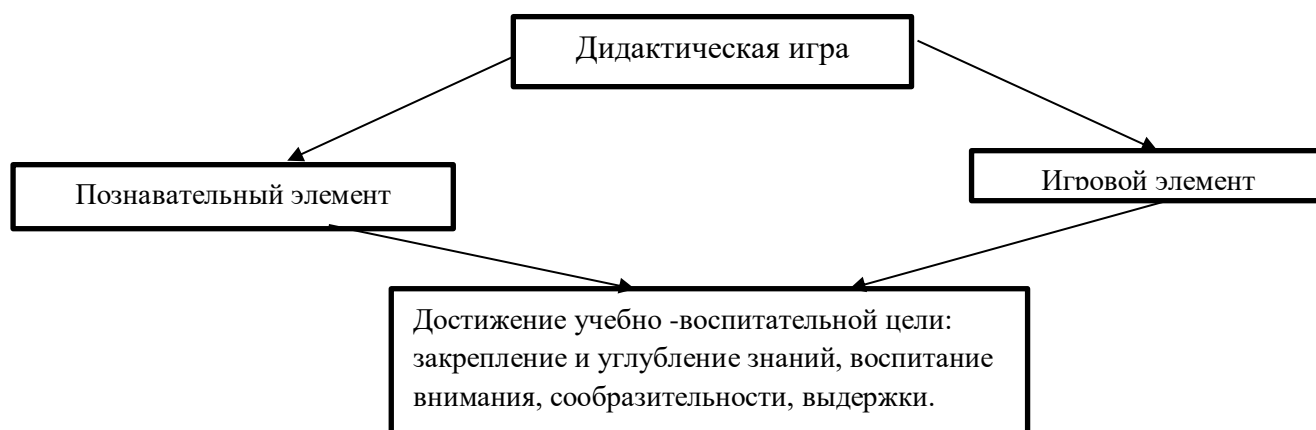 Дидактическая игра
Познавательный элемент
Игровой элемент
Достижение учебно -воспитательной цели:
закрепление и углубление знаний, воспитание
внимания, сообразительности, выдержки.